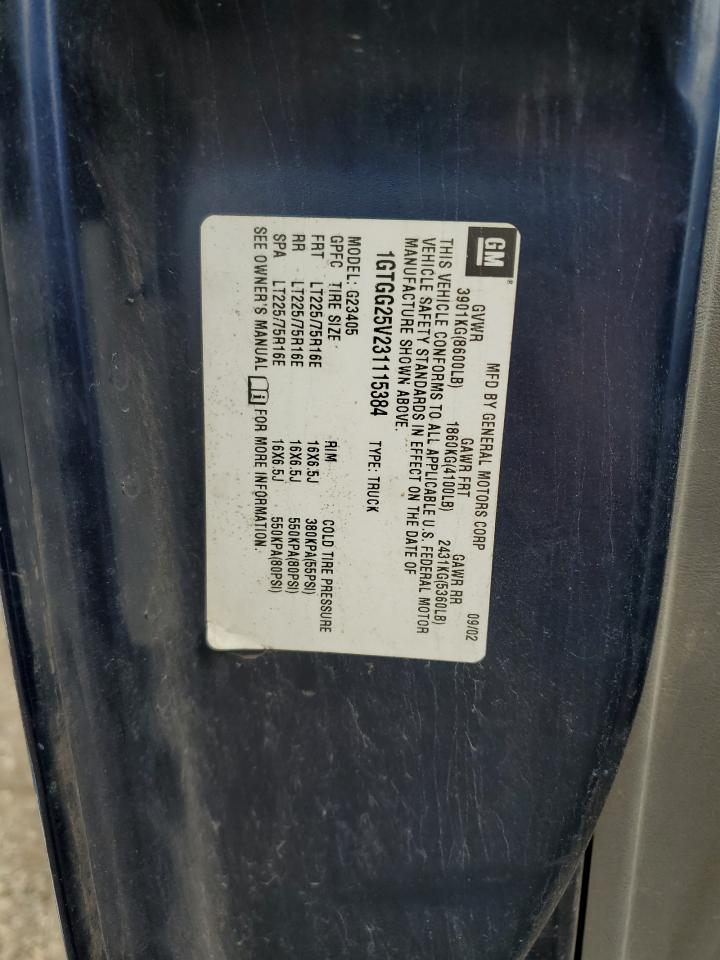 GM® MFD BY GENERAL MOTORS CORP 09/02
GVWR GAWR FRT GAWR RR
3901KG(8600LB) 1860KG(4100LB) 2431KG(5360LB)
THIS VEHICLE CONFORMS TO ALL APPLICABLE U.S. FEDERAL MOTOR
VEHICLE SAFETY STANDARDS IN EFFECT ON THE DATE OF
MANUFACTURE SHOWN ABOVE.
1GTGG25V231115384 TYPE: TRUCK
MODEL: G23405
GPFC TIRE SIZE RIM COLD TIRE PRESSURE
FRT LT225/75R16E 16X6.5J 380KPA(55PSI)
RR LT225/75R16E 16X6.5J 550KPA(80PSI)
SPA LT225/75R16E 16X6.5J 550KPA(80PSI)
SEE OWNER'S MANUAL i FOR MORE INFORMATION.